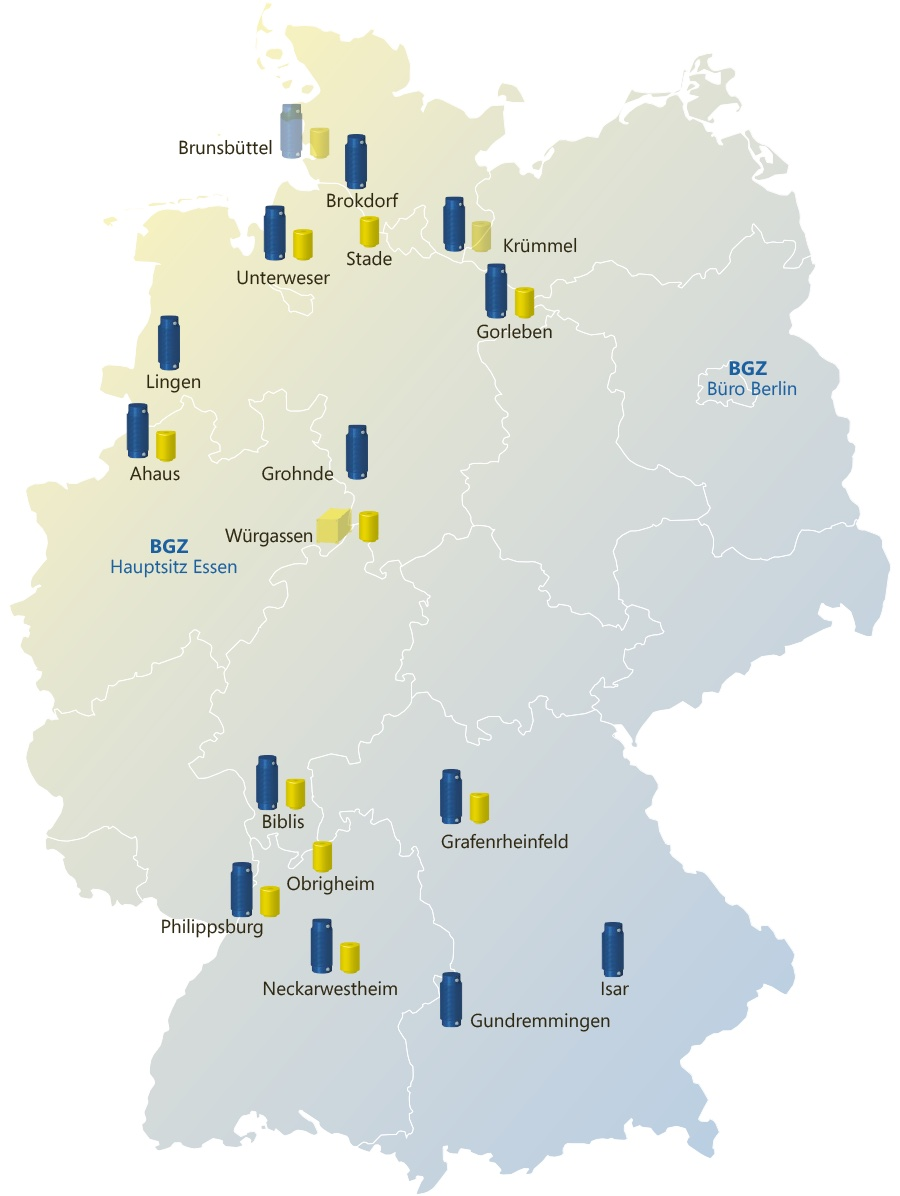 Brunsbüttel
Brokdorf
Krümmel
Stade
Unterweser
Gorleben
BGZ
Büro Berlin
Lingen
Ahaus
Grohnde
Würgassen
BGZ
Hauptsitz Essen
Biblis
Grafenrheinfeld
Obrigheim
Philippsburg
Neckarwestheim
Isar
Gundremmingen